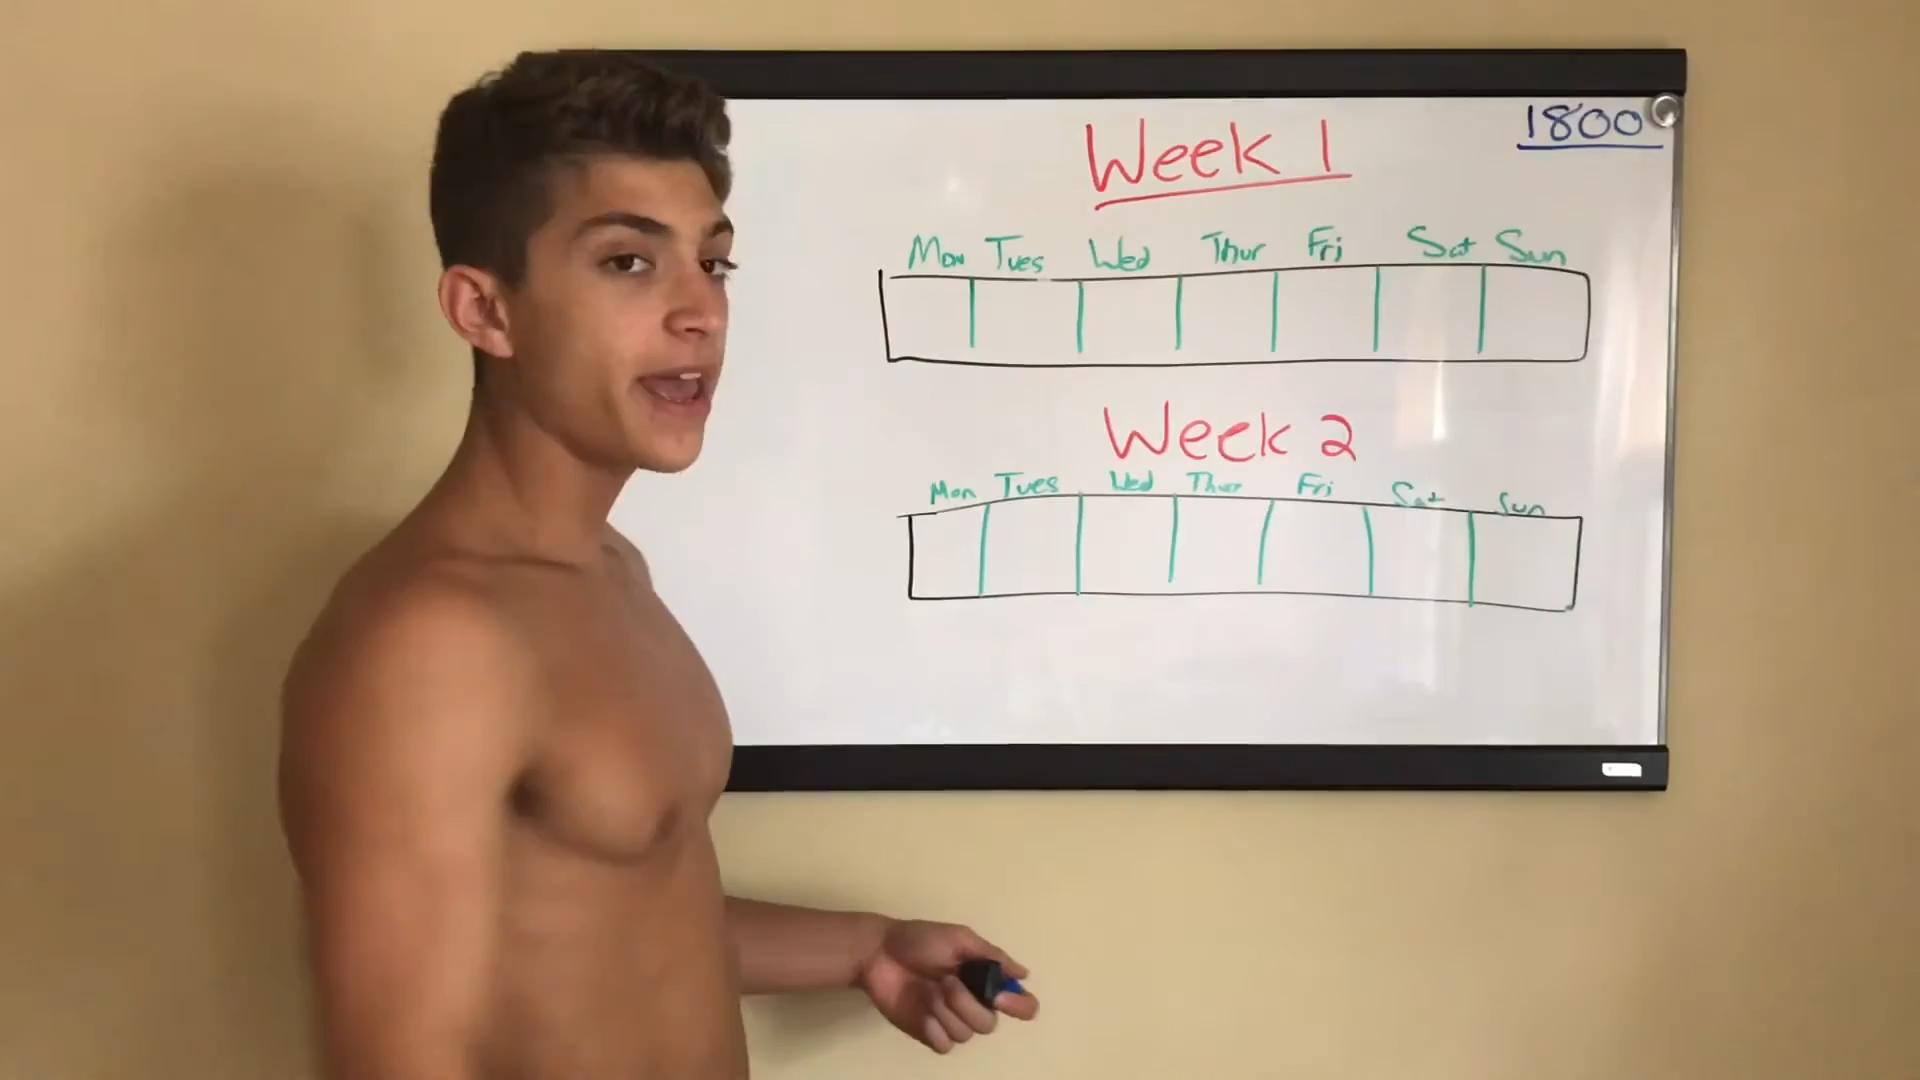 1800
Week 1
Mon Tues Wed Thur Fri Sat Sun
Week 2
Mon Tues Wed Thur Fri Sat Sun